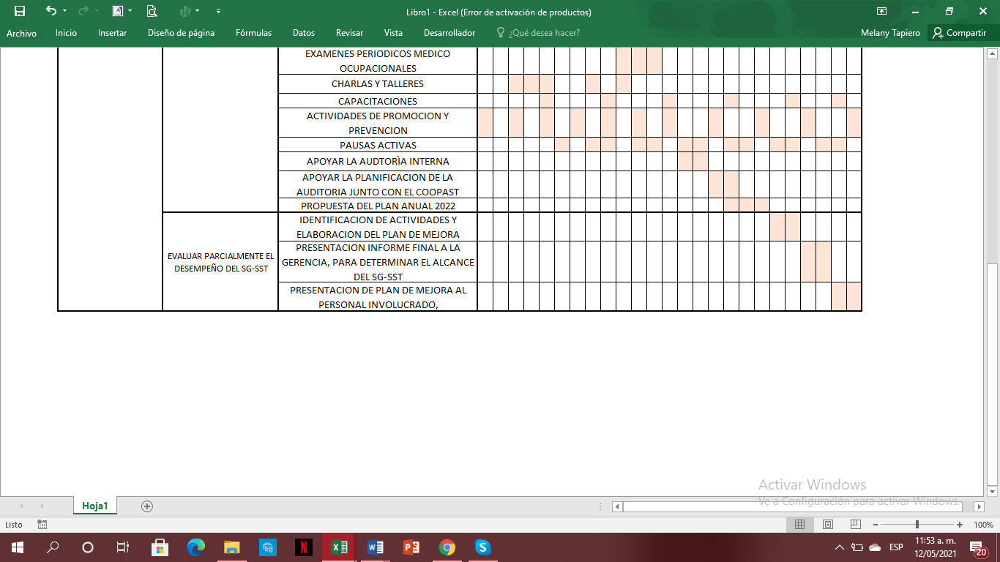 Libro1 - Excel (Error de activación de productos)
Archivo Inicio Insertar Diseño de página Fórmulas Datos Revisar Vista Desarrollador ¿Qué desea hacer? Melany Tapiero Compartir
EXAMENES PERIODICOS MEDICO
OCUPACIONALES
CHARLAS Y TALLERES
CAPACITACIONES
ACTIVIDADES DE PROMOCION Y
PREVENCION
PAUSAS ACTIVAS
APOYAR LA AUDTORÌA INTERNA
APOYAR LA PLANIFICACION DE LA
AUDITORIA JUNTO CON EL COOPAST
PROPUESTA DEL PLAN ANUAL 2022
EVALUAR PARCIALMENTE EL
DESEMPEÑO DEL SG-SST
IDENTIFICACION DE ACTIVIDADES Y
ELABORACION DEL PLAN DE MEJORA
PRESENTACION INFORME FINAL A LA
GERENCIA, PARA DETERMINAR EL ALCANCE
DEL SG-SST
PRESENTACION DE PLAN DE MEJORA AL
PERSONAL INVOLUCRADO,
Activar Windows
Ve a Configuración para activar Windows.
Hoja1
Listo
100%
ESP
11:53 a. m.
12/05/2021
20